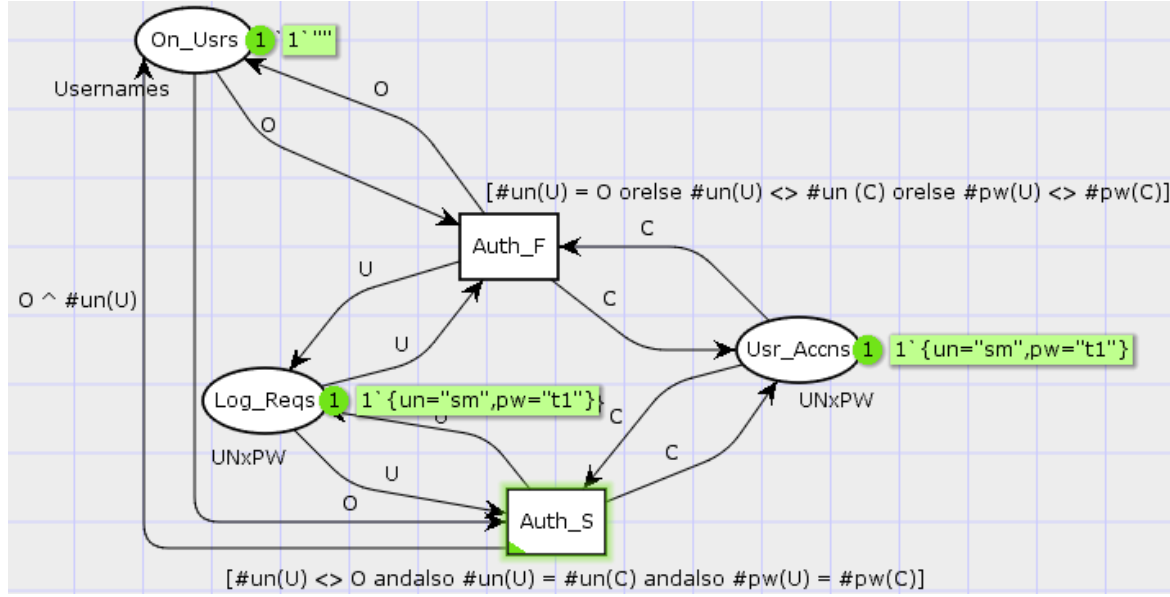 On_Usrs
1
1`""
Usernames
O
O
[#un(U) = O orelse #un(U) <> #un (C) orelse #pw(U) <> #pw(C)]
Auth_F
C
U
O ^ #un(U)
C
U
Usr_Accns
1
1`{un="sm",pw="t1"}
Log_Reqs
1
1`{un="sm",pw="t1"}
UNxPW
C
UNxPW
C
U
O
Auth_S
[#un(U) <> O andalso #un(U) = #un(C) andalso #pw(U) = #pw(C)]